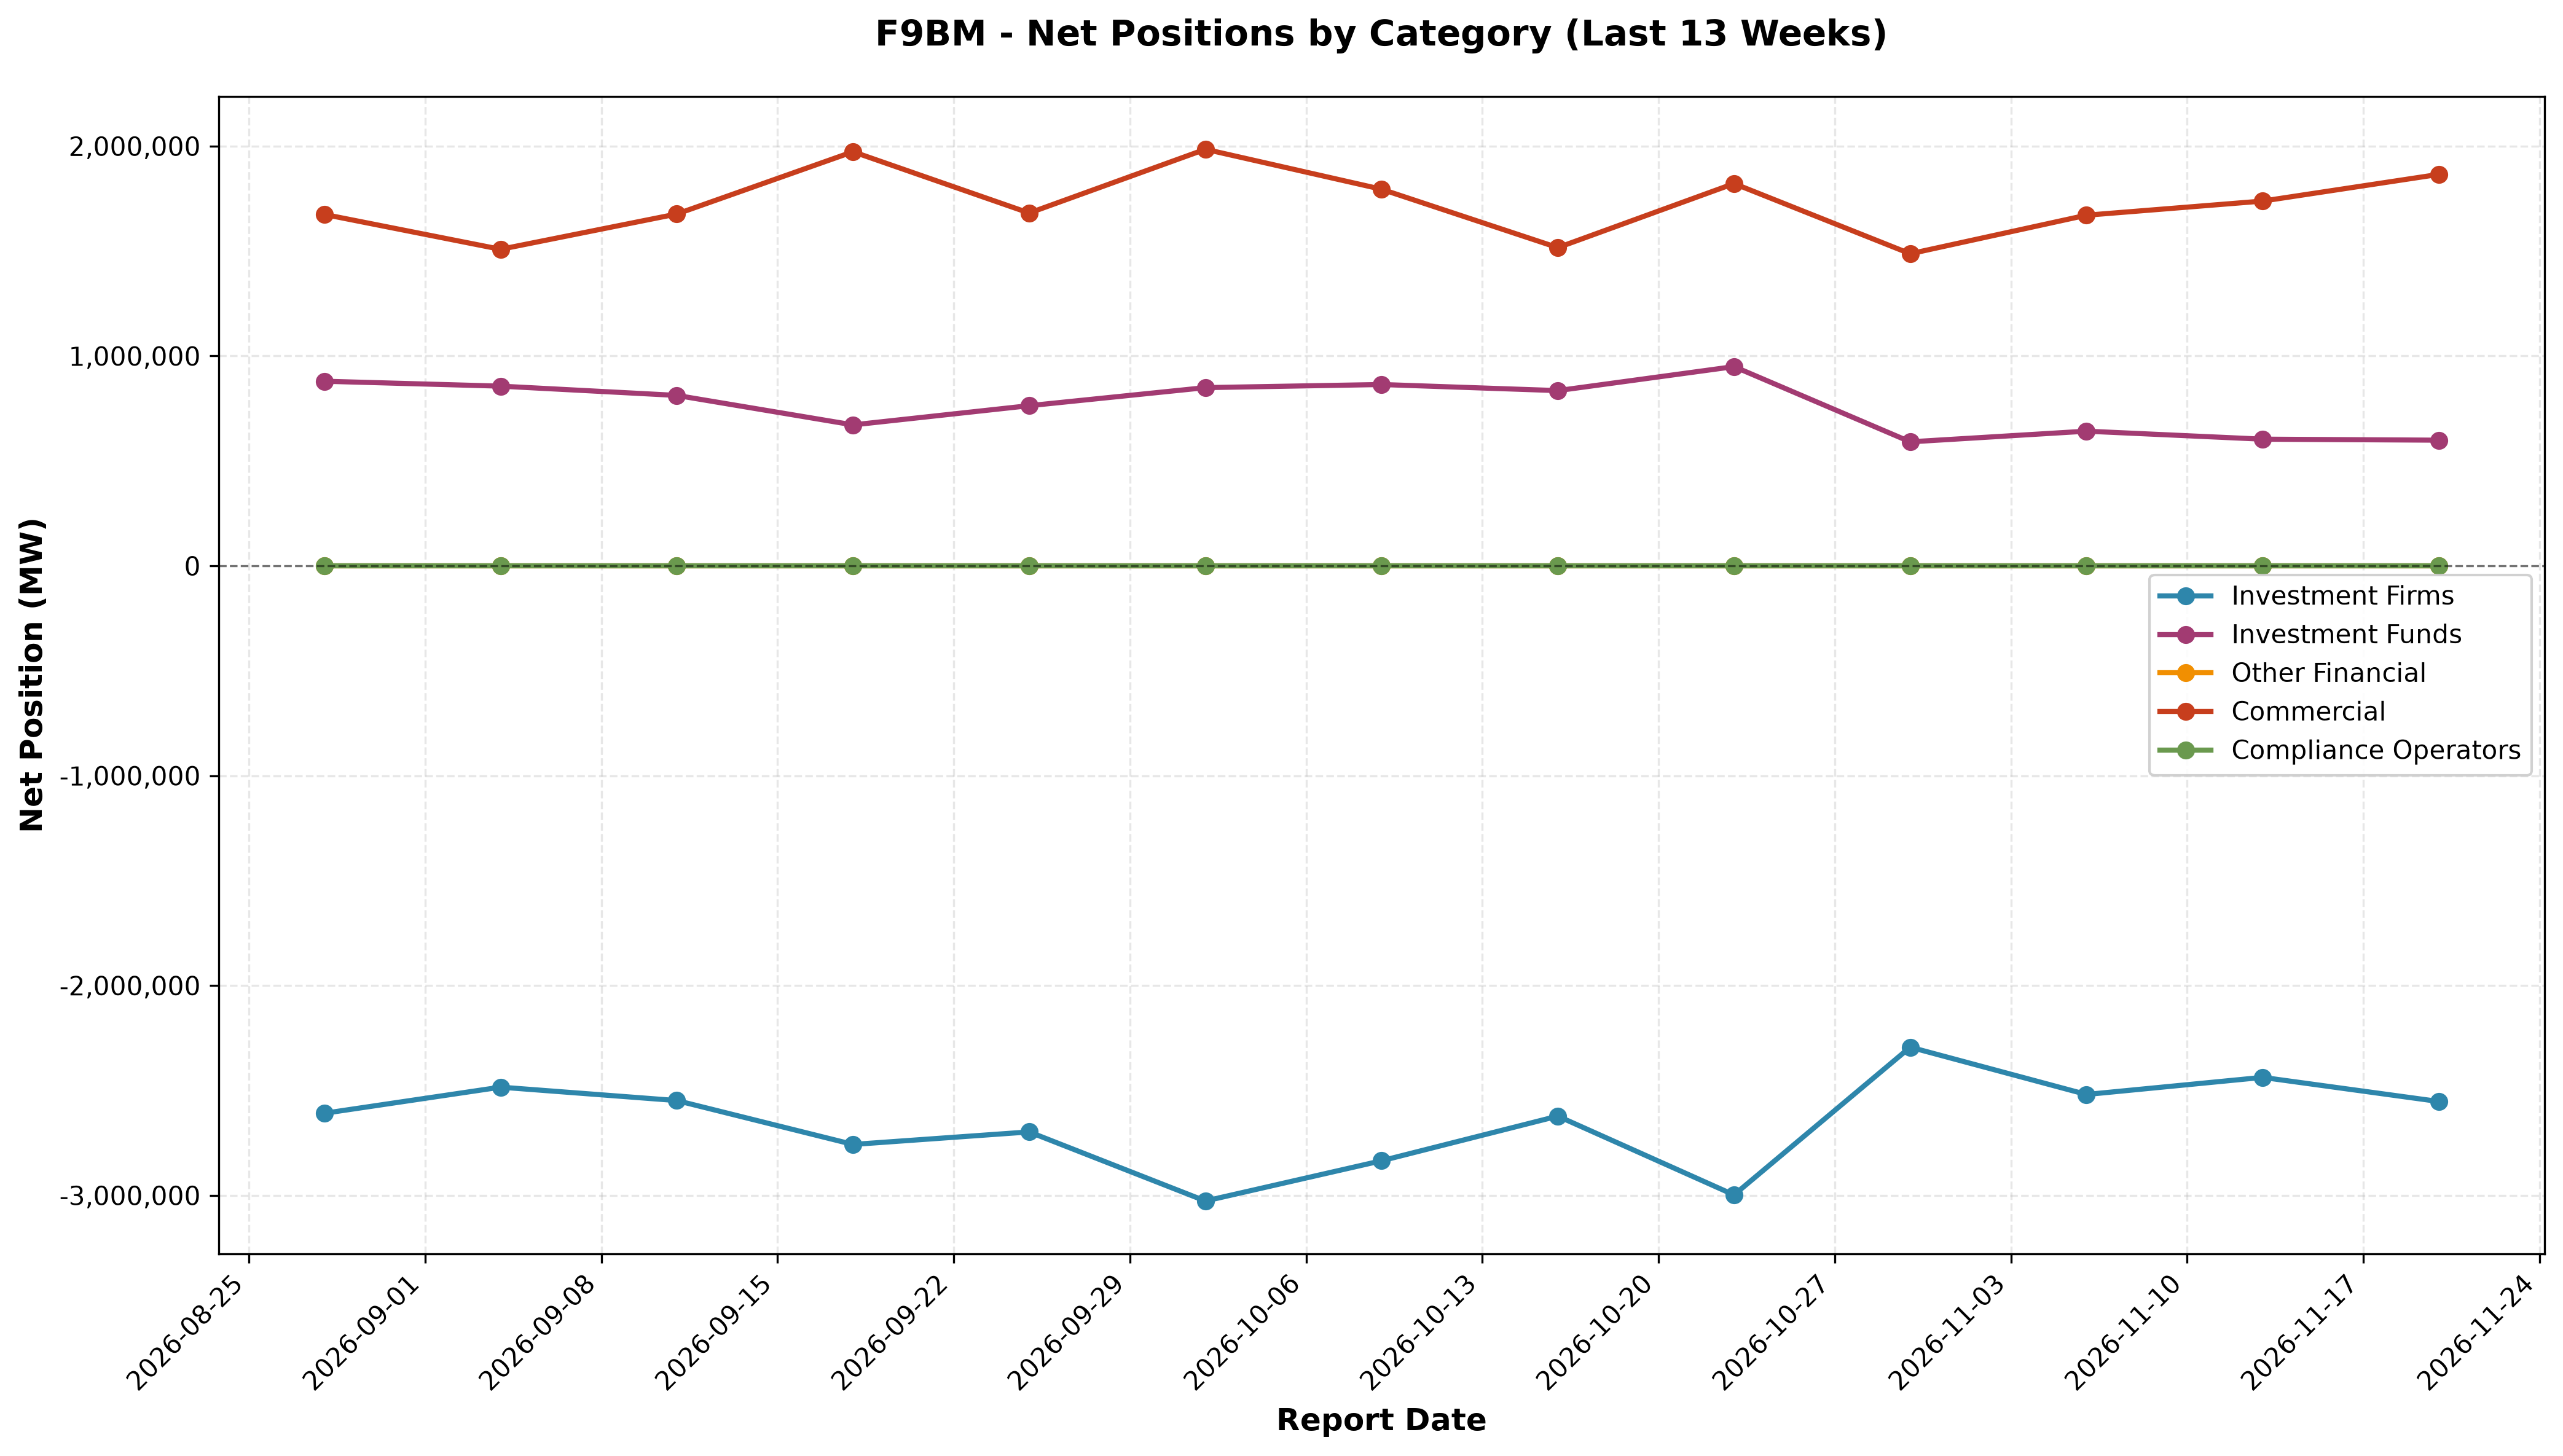 F9BM - Net Positions by Category (Last 13 Weeks)
Net Position (MW)
2,000,000
1,000,000
0
-1,000,000
-2,000,000
-3,000,000
Investment Firms
Investment Funds
Other Financial
Commercial
Compliance Operators
2026-08-25
2026-09-01
2026-09-08
2026-09-15
2026-09-22
2026-09-29
2026-10-06
2026-10-13
2026-10-20
2026-10-27
2026-11-03
2026-11-10
2026-11-17
2026-11-24
Report Date